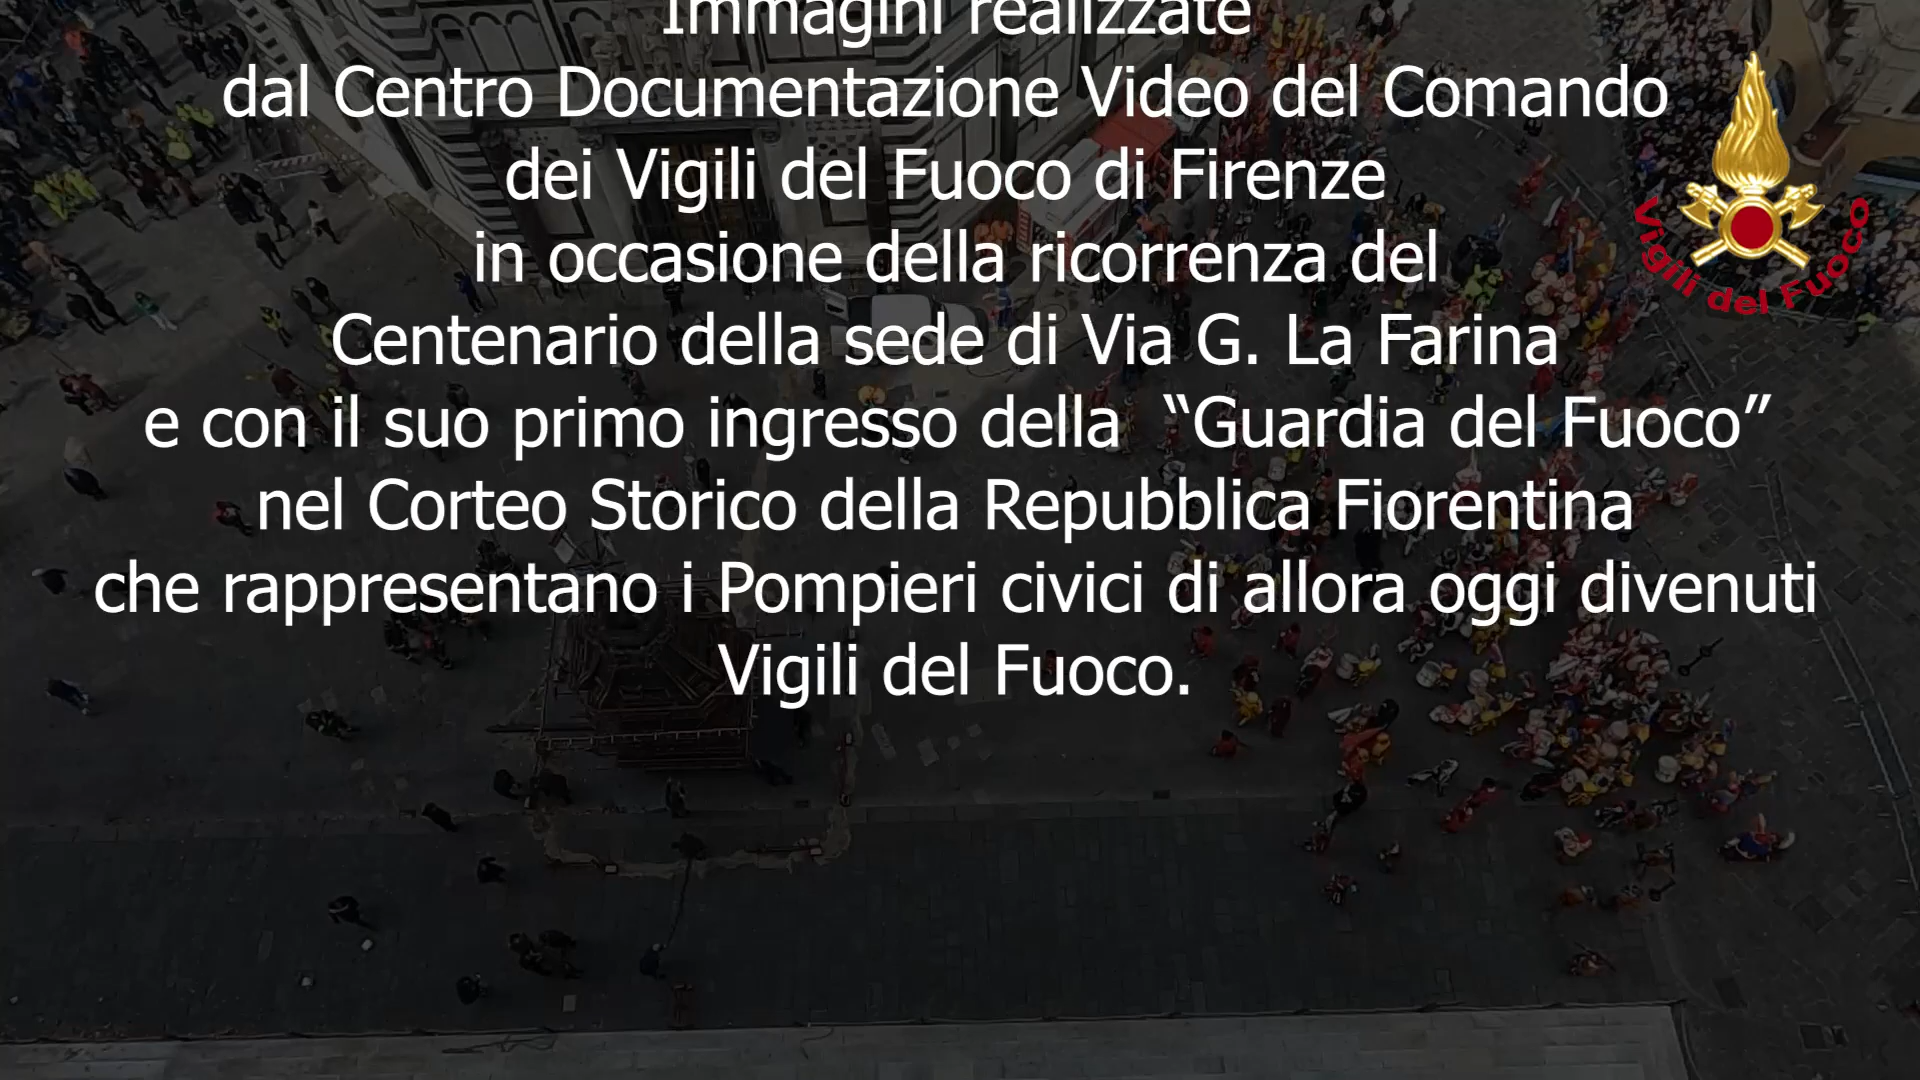 Immagini realizzate
dal Centro Documentazione Video del Comando
dei Vigili del Fuoco di Firenze
in occasione della ricorrenza del
Centenario della sede di Via G. La Farina
e con il suo primo ingresso della “Guardia del Fuoco”
nel Corteo Storico della Repubblica Fiorentina
che rappresentano i Pompieri civici di allora oggi divenuti
Vigili del Fuoco.
Vigili del Fuoco